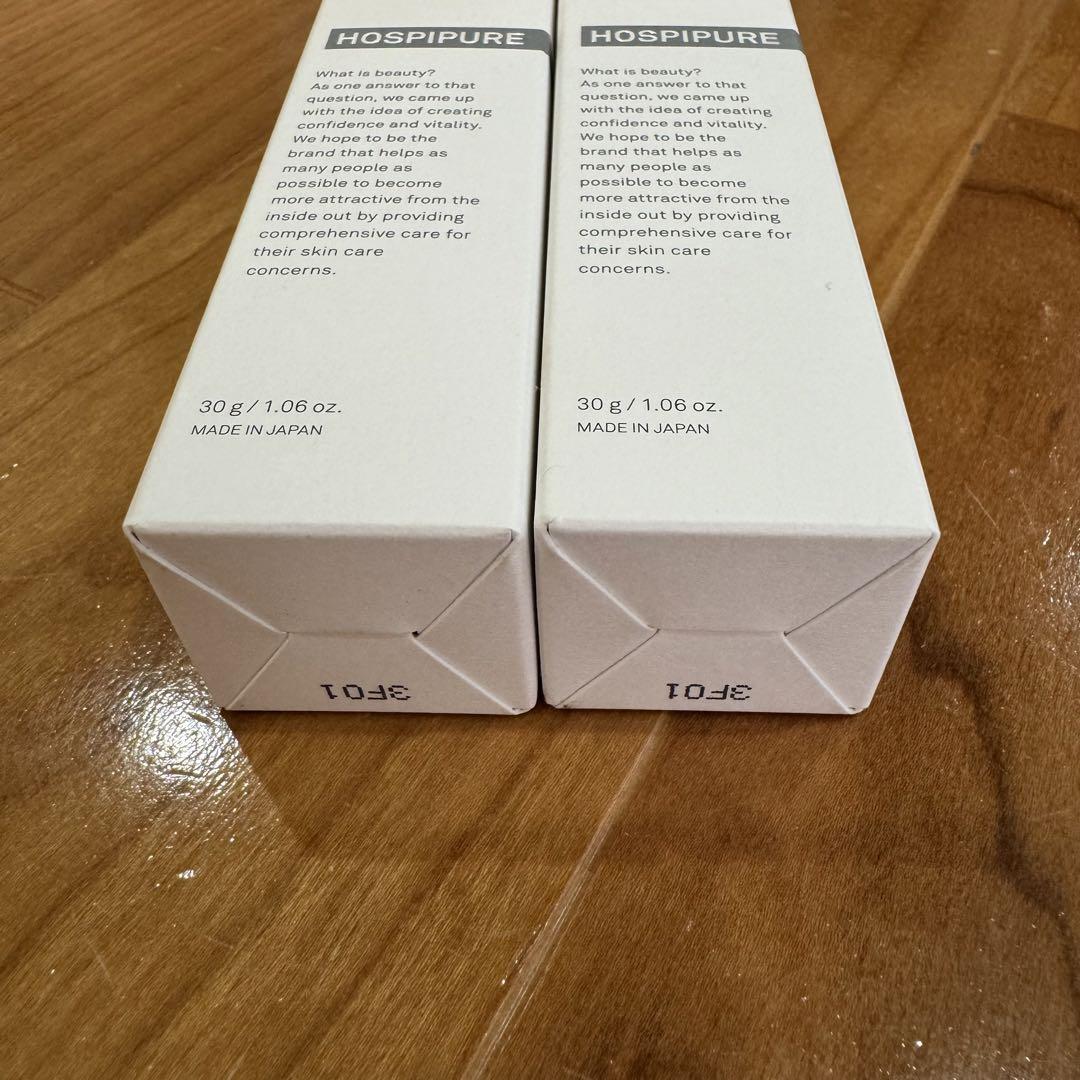 HOSPIPURE
What is beauty?
As one answer to that
question, we came up
with the idea of creating
confidence and vitality.
We hope to be the
brand that helps as
many people as
possible to become
more attractive from the
inside out by providing
comprehensive care for
their skin care
concerns.
30 g / 1.06 oz.
MADE IN JAPAN
3F01
HOSPIPURE
What is beauty?
As one answer to that
question, we came up
with the idea of creating
confidence and vitality.
We hope to be the
brand that helps as
many people as
possible to become
more attractive from the
inside out by providing
comprehensive care for
their skin care
concerns.
30 g / 1.06 oz.
MADE IN JAPAN
3F01